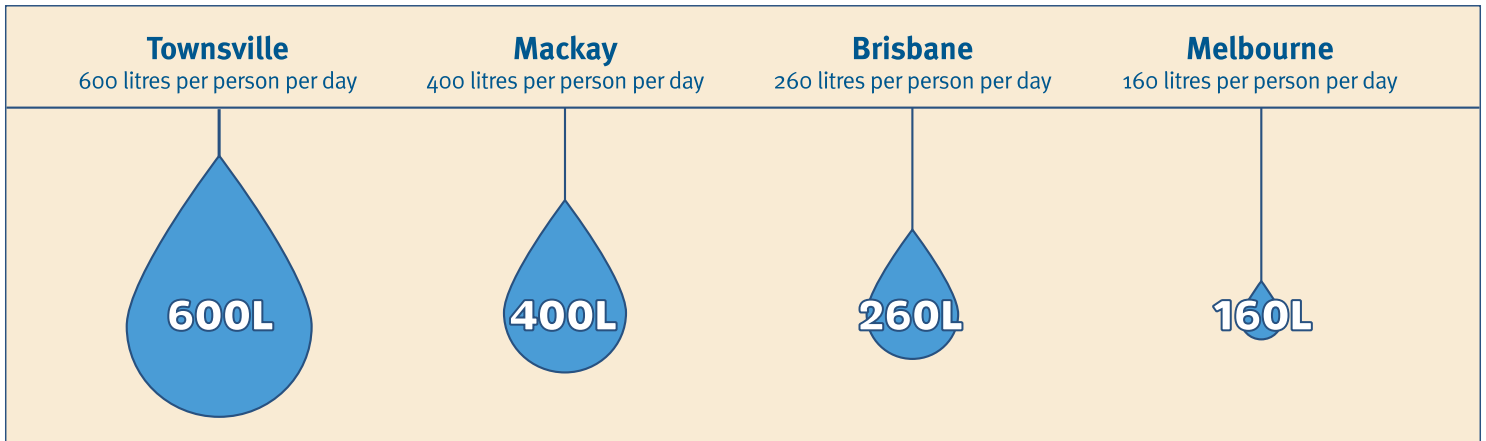 Townsville
600 litres per person per day
Mackay
400 litres per person per day
Brisbane
260 litres per person per day
Melbourne
160 litres per person per day
600L
400L
260L
160L